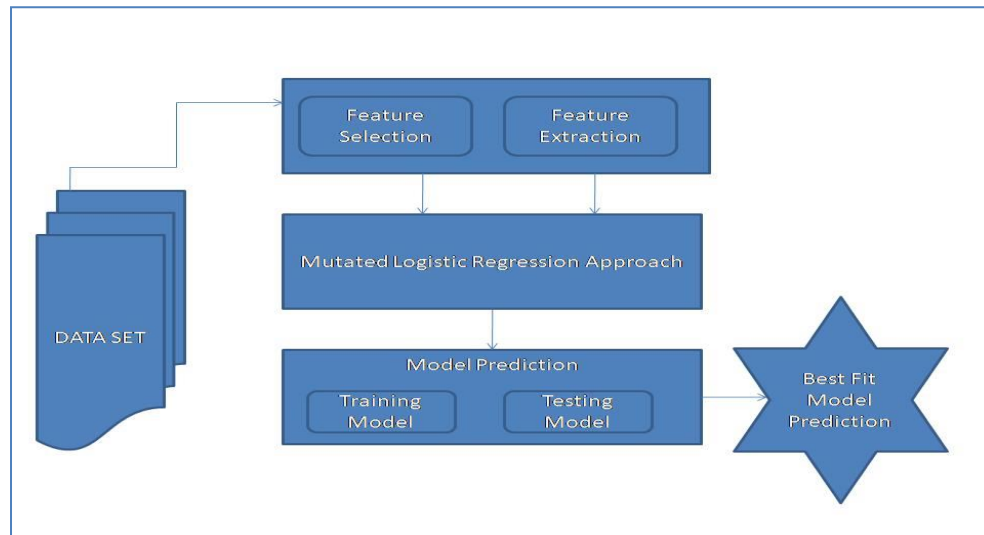 Feature
Selection
Feature
Extraction
Mutated Logistic Regression Approach
DATA SET
Model Prediction
Training
Model
Testing
Model
Best Fit
Model
Prediction